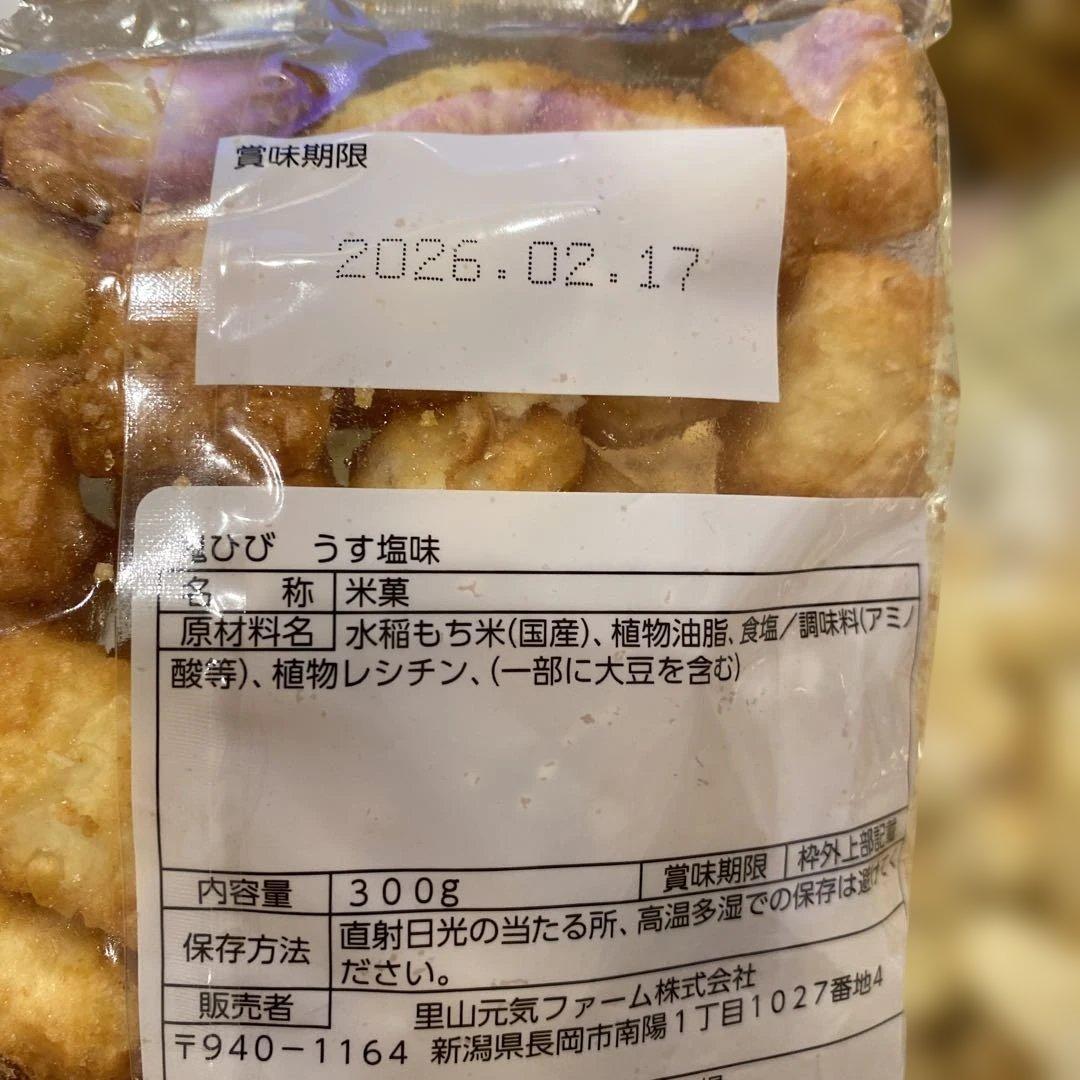 賞味期限
2026.02.17
ひび　うす塩味
名　称 米菓
原材料名 水稲もち米(国産)、植物油脂、食塩／調味料(アミノ
酸等)、植物レシチン、(一部に大豆を含む)
内容量 300g 賞味期限 枠外上部記載
保存方法 直射日光の当たる所、高温多湿での保存は避けてく
ださい。
販売者 里山元気ファーム株式会社
〒940－1164 新潟県長岡市南陽1丁目1027番地4